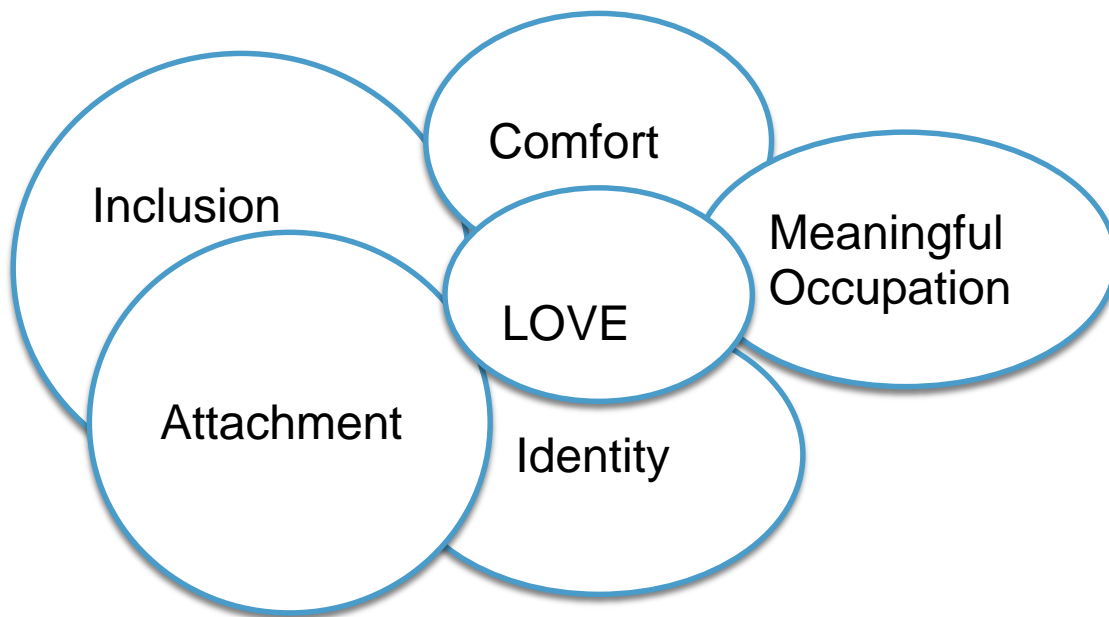 Comfort
Inclusion
Meaningful
Occupation
LOVE
Attachment
Identity